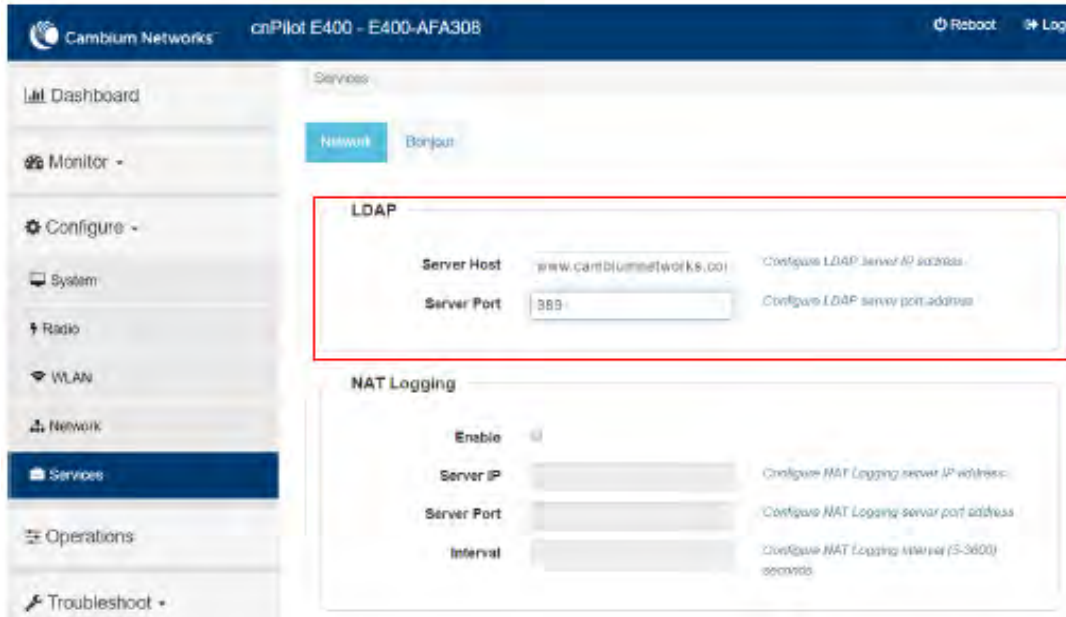 Cambium Networks
cnPilot E400 - E400-AFA308
Reboot
Log
Dashboard
Monitor
Configure
System
Radio
WLAN
Network
Services
Operations
Troubleshoot
Services
Network Bonjour
LDAP
Server Host www.cambiumnetworks.com Configure LDAP server IP address
Server Port 389 Configure LDAP server port address
NAT Logging
Enable
Server IP Configure NAT Logging server IP address
Server Port Configure NAT Logging server port address
Interval Configure NAT Logging interval (5-3600)
seconds